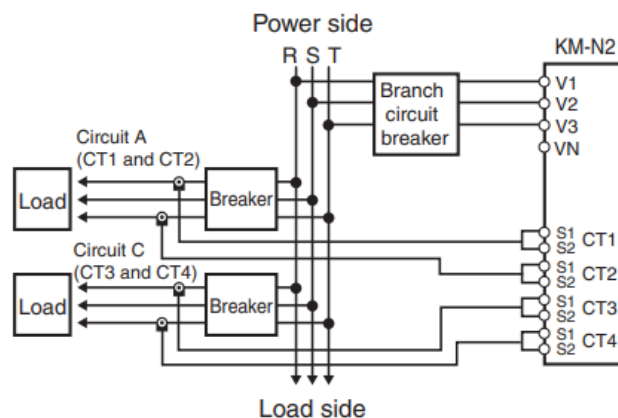 Power side
KM-N2
R S T
Branch
circuit
breaker
V1
V2
V3
VN
Circuit A
(CT1 and CT2)
Load
Breaker
S1
S2
CT1
S1
S2
CT2
Circuit C
(CT3 and CT4)
Load
Breaker
S1
S2
CT3
S1
S2
CT4
Load side